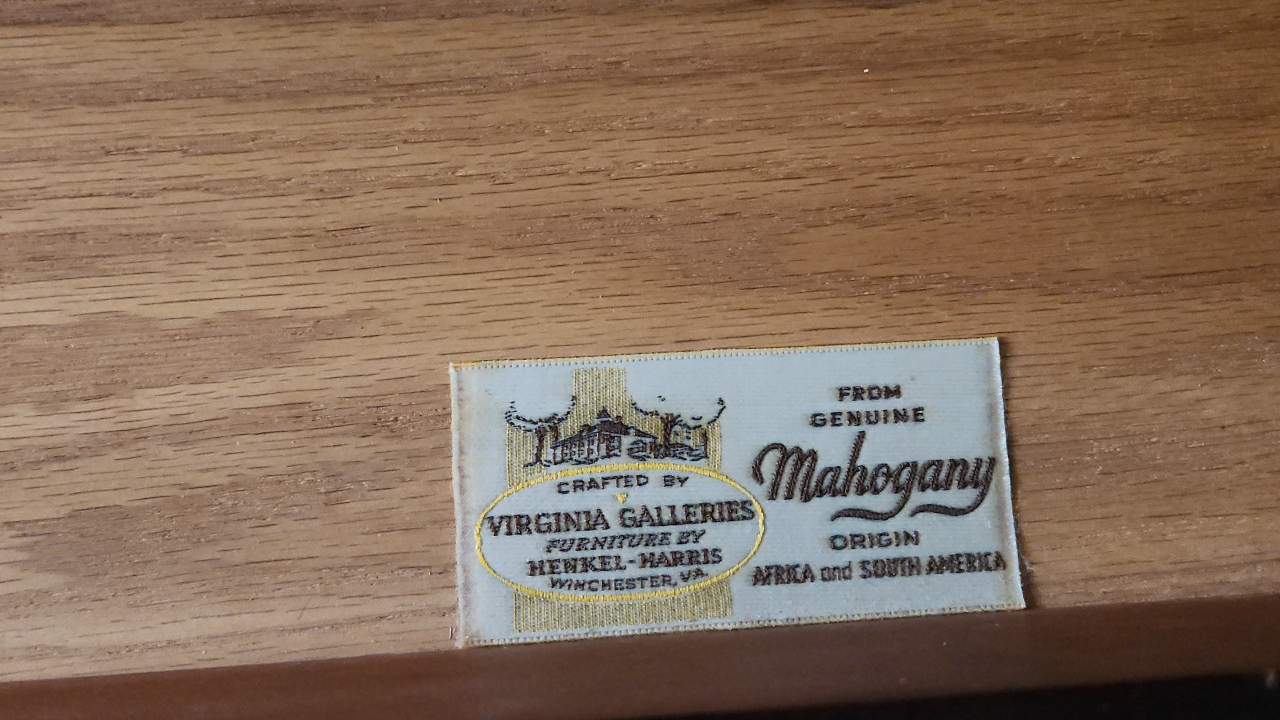 CRAFTED BY
VIRGINIA GALLERIES
FURNITURE BY
HENKEL-HARRIS
WINCHESTER, VA.
FROM
GENUINE
Mahogany
ORIGIN
AFRICA and SOUTH AMERICA